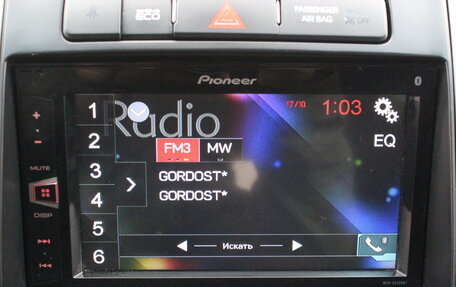 ECO
PASSENGER
AIR BAG
OFF
Pioneer
Radio
17/10
1:03
1
2
3
4
5
6
FM3
MW
EQ
GORDOST*
GORDOST*
Искать
MUTE
DISP